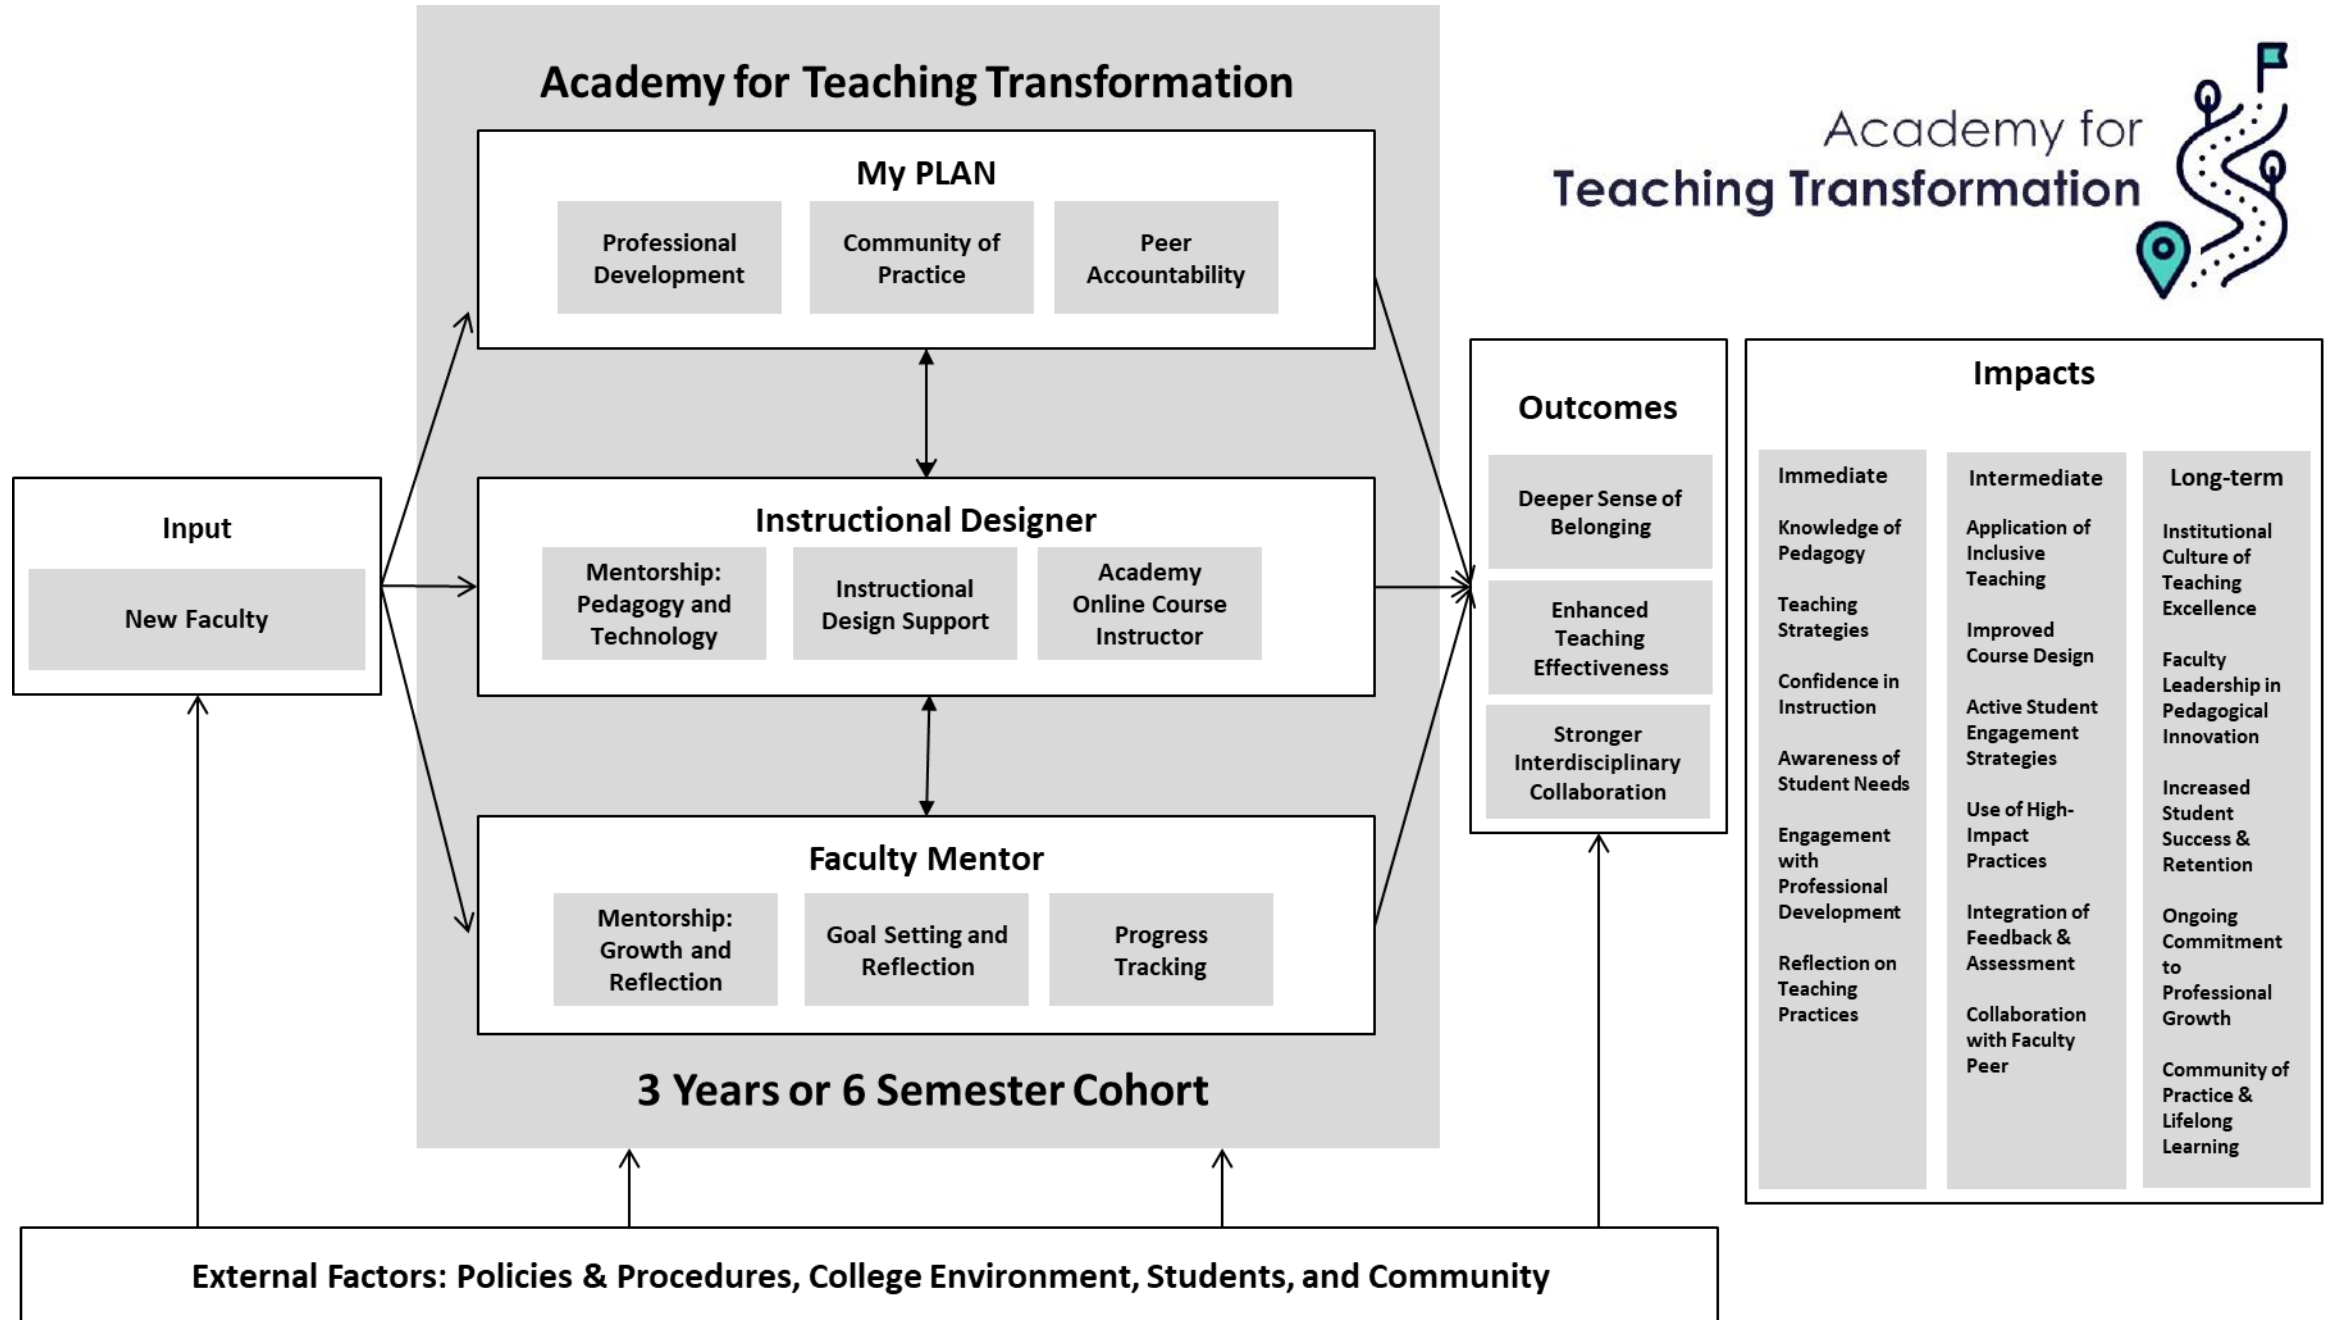 Academy for Teaching Transformation
My PLAN
Professional
Development
Community of
Practice
Peer
Accountability
Academy for
Teaching Transformation
Input
New Faculty
Instructional Designer
Mentorship:
Pedagogy and
Technology
Instructional
Design Support
Academy
Online Course
Instructor
Faculty Mentor
Mentorship:
Growth and
Reflection
Goal Setting and
Reflection
Progress
Tracking
3 Years or 6 Semester Cohort
Outcomes
Deeper Sense of
Belonging
Enhanced
Teaching
Effectiveness
Stronger
Interdisciplinary
Collaboration
Impacts
Immediate
Knowledge of
Pedagogy
Teaching
Strategies
Confidence in
Instruction
Awareness of
Student Needs
Engagement
with
Professional
Development
Reflection on
Teaching
Practices
Intermediate
Application of
Inclusive
Teaching
Improved
Course Design
Active Student
Engagement
Strategies
Use of High-
Impact
Practices
Integration of
Feedback &
Assessment
Collaboration
with Faculty
Peer
Long-term
Institutional
Culture of
Teaching
Excellence
Faculty
Leadership in
Pedagogical
Innovation
Increased
Student
Success &
Retention
Ongoing
Commitment
to
Professional
Growth
Community of
Practice &
Lifelong
Learning
External Factors: Policies & Procedures, College Environment, Students, and Community